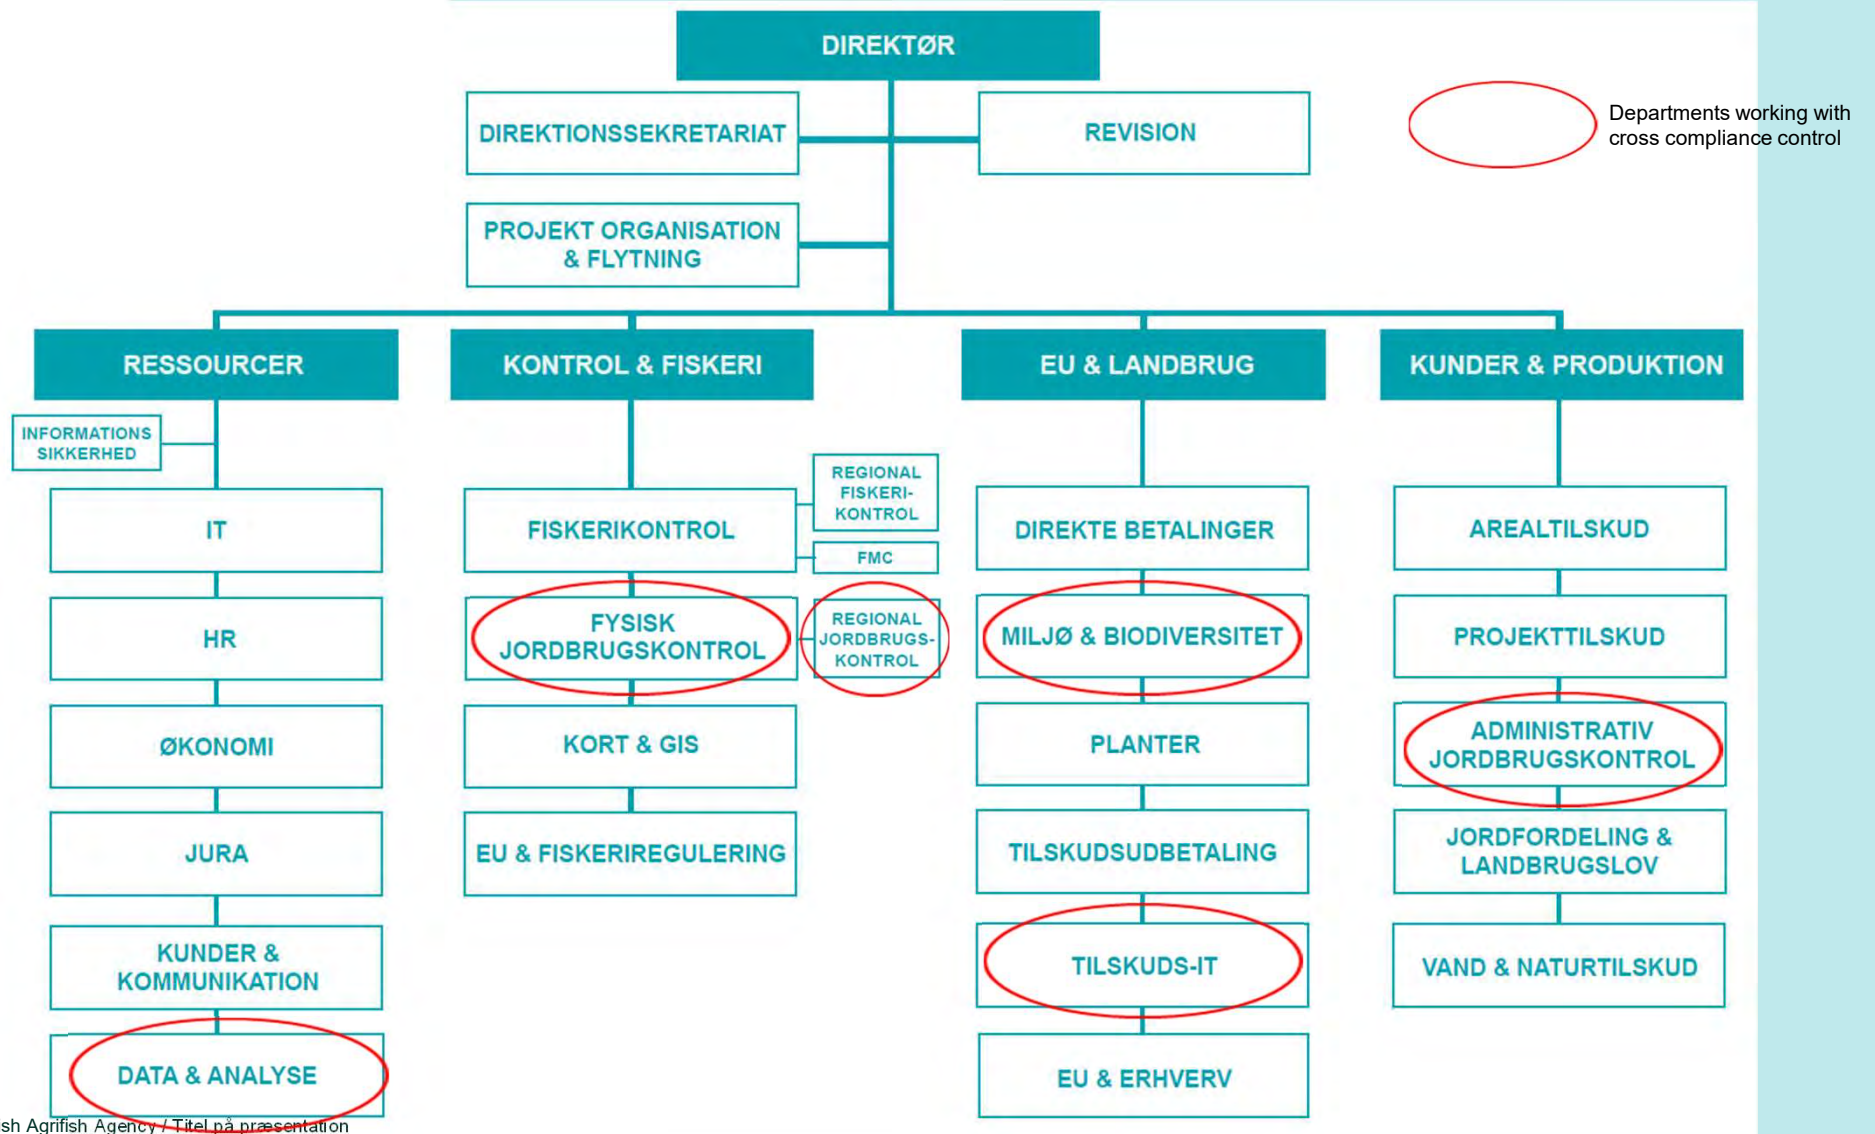 DIREKTØR
DIREKTIONSSEKRETARIAT
REVISION
Departments working with
cross compliance control
PROJEKT ORGANISATION
& FLYTNING
RESSOURCER
KONTROL & FISKERI
EU & LANDBRUG
KUNDER & PRODUKTION
INFORMATIONS
SIKKERHED
IT
HR
ØKONOMI
JURA
KUNDER &
KOMMUNIKATION
DATA & ANALYSE
FISKERIKONTROL
REGIONAL
FISKERI-
KONTROL
FMC
FYSISK
JORDBRUGSKONTROL
REGIONAL
JORDBRUGS-
KONTROL
KORT & GIS
EU & FISKERIREGULERING
DIREKTE BETALINGER
MILJØ & BIODIVERSITET
PLANTER
TILSKUDSUDBETALING
TILSKUDS-IT
EU & ERHVERV
AREALTILSKUD
PROJEKTTILSKUD
ADMINISTRATIV
JORDBRUGSKONTROL
JORDFORDELING &
LANDBRUGSLOV
VAND & NATURTILSKUD
sh Agrifish Agency / Titel på præsentation